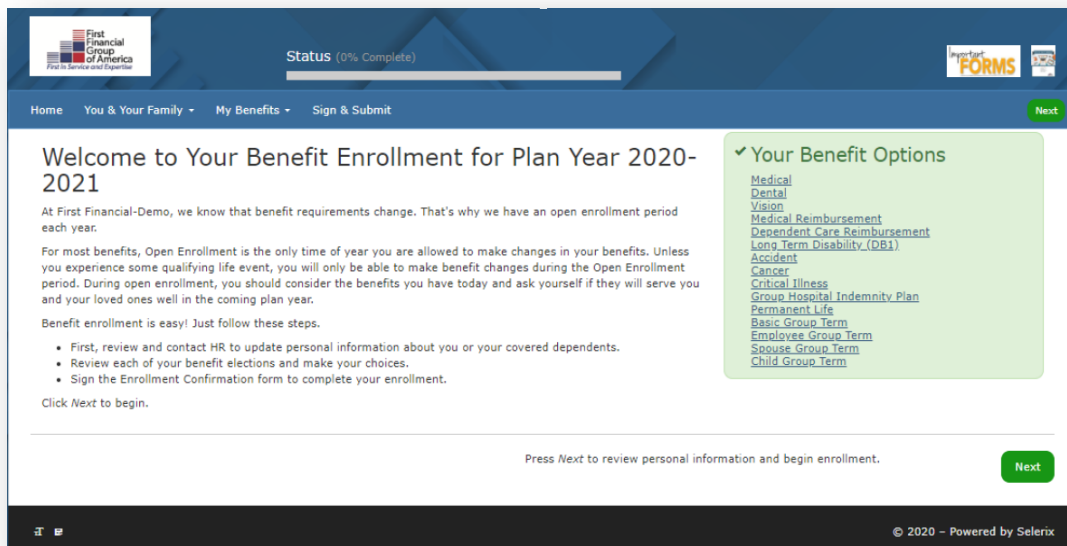 First
Financial
Group
of America
First in Service and Expertise
Status (0% Complete)
Important
FORMS
Home You & Your Family My Benefits Sign & Submit Next
Welcome to Your Benefit Enrollment for Plan Year 2020-
2021
At First Financial-Demo, we know that benefit requirements change. That's why we have an open enrollment period
each year.
For most benefits, Open Enrollment is the only time of year you are allowed to make changes in your benefits. Unless
you experience some qualifying life event, you will only be able to make benefit changes during the Open Enrollment
period. During open enrollment, you should consider the benefits you have today and ask yourself if they will serve you
and your loved ones well in the coming plan year.
Benefit enrollment is easy! Just follow these steps.
• First, review and contact HR to update personal information about you or your covered dependents.
• Review each of your benefit elections and make your choices.
• Sign the Enrollment Confirmation form to complete your enrollment.
Click Next to begin.
Your Benefit Options
Medical
Dental
Vision
Medical Reimbursement
Dependent Care Reimbursement
Long Term Disability (DB1)
Accident
Cancer
Critical Illness
Group Hospital Indemnity Plan
Permanent Life
Basic Group Term
Employee Group Term
Spouse Group Term
Child Group Term
Press Next to review personal information and begin enrollment.
Next
© 2020 – Powered by Selerix